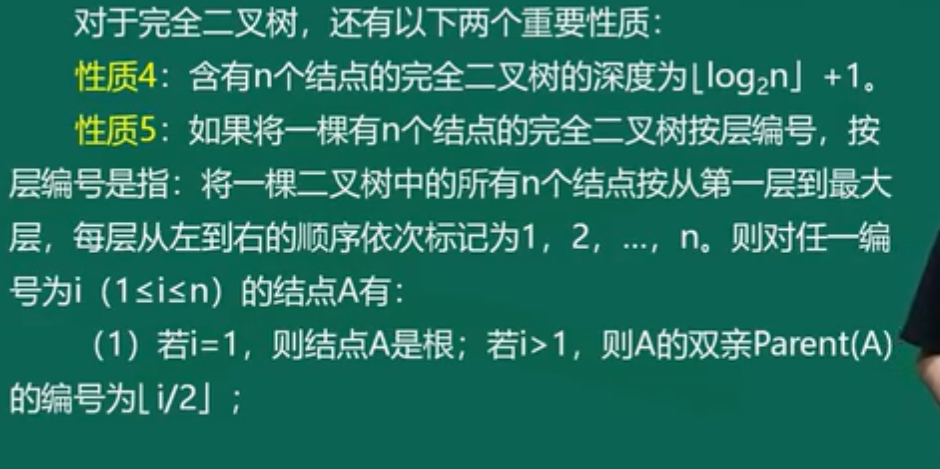 对于完全二叉树，还有以下两个重要性质：
性质4：含有n个结点的完全二叉树的深度为⌊log₂n⌋ +1。
性质5：如果将一棵有n个结点的完全二叉树按层编号，按
层编号是指：将一棵二叉树中的所有n个结点按从第一层到最大
层，每层从左到右的顺序依次标记为1，2，…，n。则对任一编
号为i（1≤i≤n）的结点A有：
（1）若i=1，则结点A是根；若i>1，则A的双亲Parent(A)
的编号为⌊ i/2⌋ ；